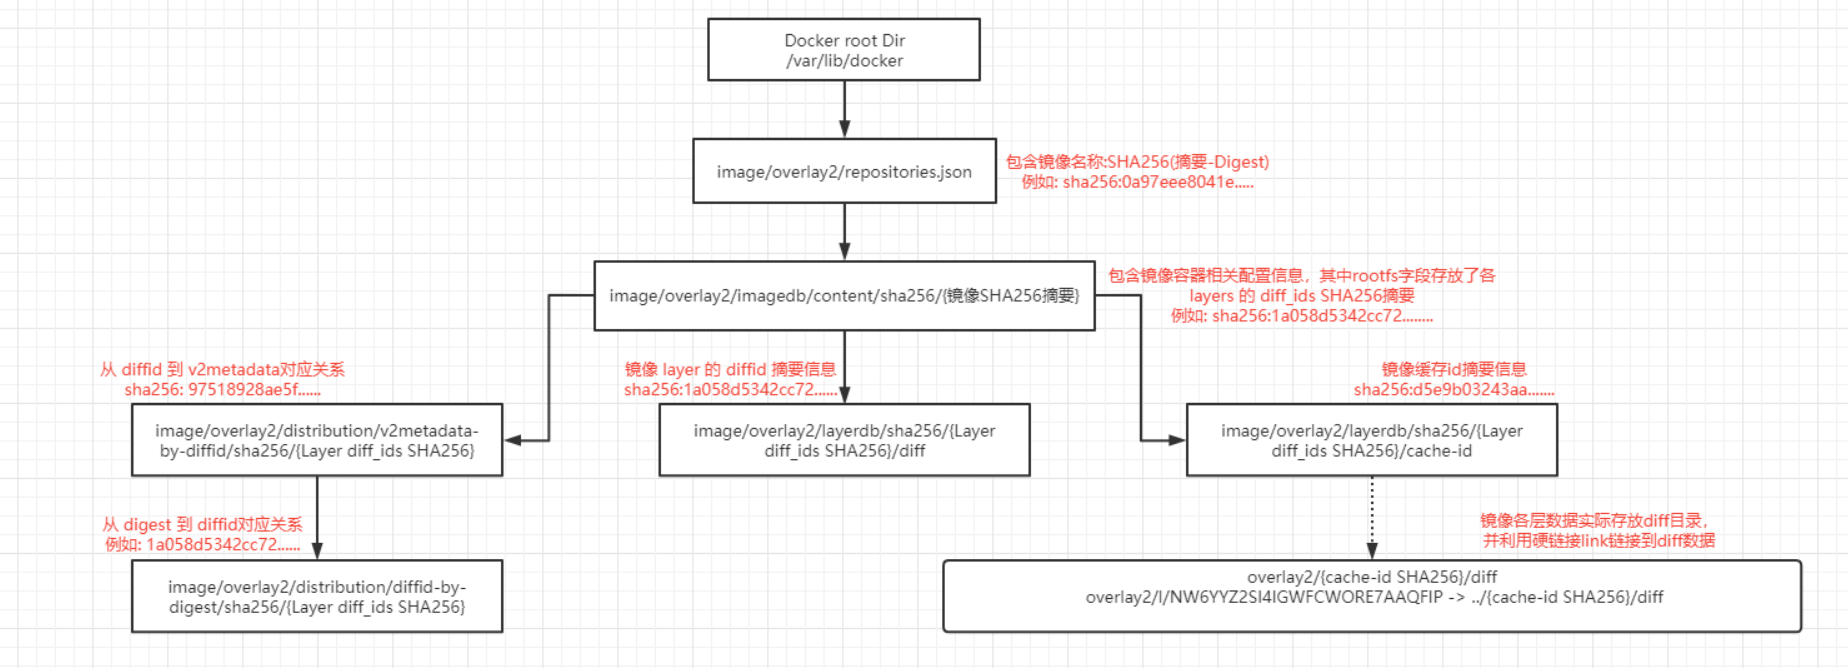 Docker root Dir
/var/lib/docker
image/overlay2/repositories.json
包含镜像名称:SHA256(摘要-Digest)
例如: sha256:0a97eee8041e.....
image/overlay2/imagedb/content/sha256/{镜像SHA256摘要}
包含镜像容器相关配置信息，其中rootfs字段存放了各
layers 的 diff_ids SHA256摘要
例如: sha256:1a058d5342cc72........
从 diffid 到 v2metadata对应关系
sha256: 97518928ae5f......
image/overlay2/distribution/v2metadata-
by-diffid/sha256/{Layer diff_ids SHA256}
镜像 layer 的 diffid 摘要信息
sha256:1a058d5342cc72......
image/overlay2/layerdb/sha256/{Layer
diff_ids SHA256}/diff
镜像缓存id摘要信息
sha256:d5e9b03243aa.......
image/overlay2/layerdb/sha256/{Layer
diff_ids SHA256}/cache-id
从 digest 到 diffid对应关系
例如: 1a058d5342cc72......
image/overlay2/distribution/diffid-by-
digest/sha256/{Layer diff_ids SHA256}
镜像各层数据实际存放diff目录，
并利用硬链接link链接到diff数据
overlay2/{cache-id SHA256}/diff
overlay2/l/NW6YYZ2SI4IGWFCWORE7AAQFIP -> ../{cache-id SHA256}/diff